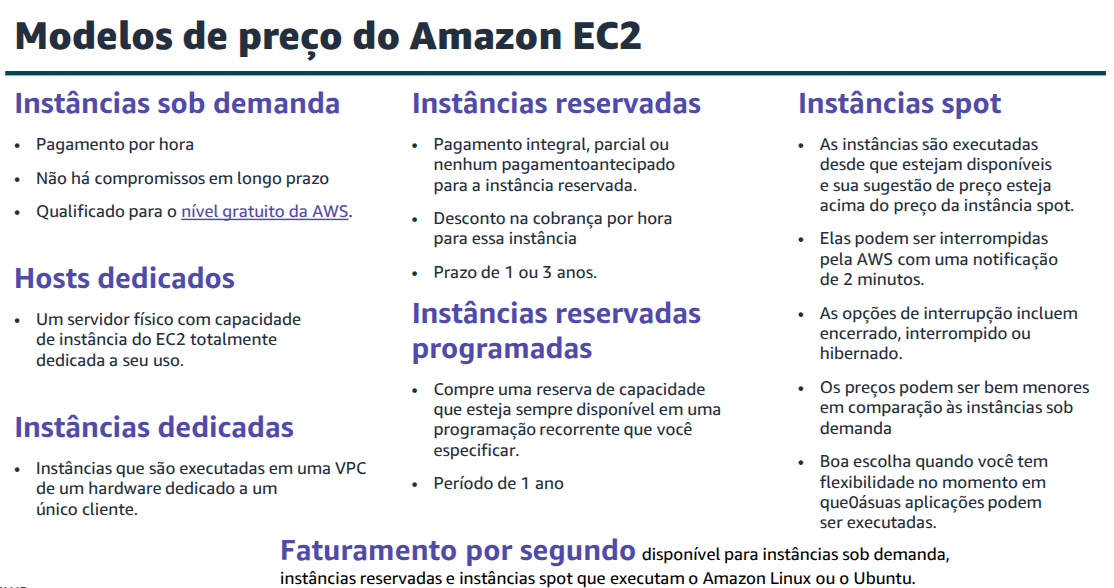 Modelos de preço do Amazon EC2
Instâncias sob demanda
• Pagamento por hora
• Não há compromissos em longo prazo
• Qualificado para o nível gratuito da AWS.
Hosts dedicados
• Um servidor físico com capacidade
de instância do EC2 totalmente
dedicada a seu uso.
Instâncias dedicadas
• Instâncias que são executadas em uma VPC
de um hardware dedicado a um
único cliente.
Instâncias reservadas
• Pagamento integral, parcial ou
nenhum pagamentoantecipado
para a instância reservada.
• Desconto na cobrança por hora
para essa instância
• Prazo de 1 ou 3 anos.
Instâncias reservadas
programadas
• Compre uma reserva de capacidade
que esteja sempre disponível em uma
programação recorrente que você
especificar.
• Período de 1 ano
Instâncias spot
• As instâncias são executadas
desde que estejam disponíveis
e sua sugestão de preço esteja
acima do preço da instância spot.
• Elas podem ser interrompidas
pela AWS com uma notificação
de 2 minutos.
• As opções de interrupção incluem
encerrado, interrompido ou
hibernado.
• Os preços podem ser bem menores
em comparação às instâncias sob
demanda
• Boa escolha quando você tem
flexibilidade no momento em
que0ásuas aplicações podem
ser executadas.
Faturamento por segundo disponível para instâncias sob demanda,
instâncias reservadas e instâncias spot que executam o Amazon Linux ou o Ubuntu.